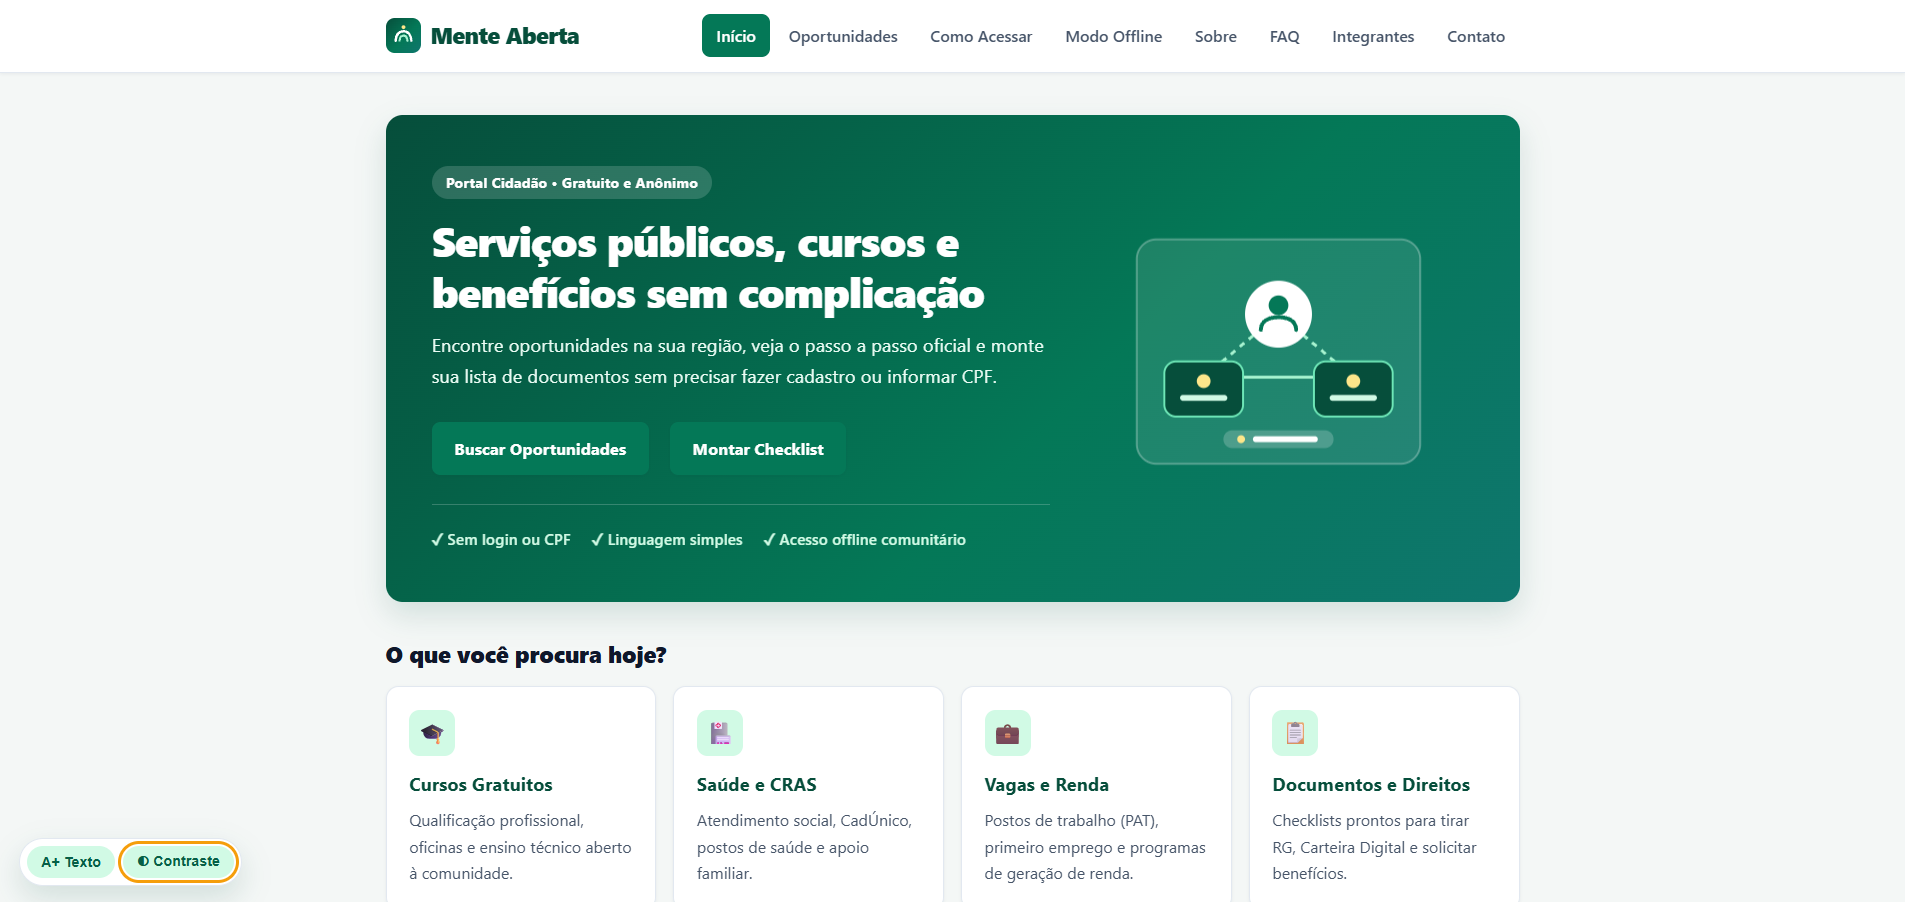 Mente Aberta
Início
Oportunidades
Como Acessar
Modo Offline
Sobre
FAQ
Integrantes
Contato
Portal Cidadão • Gratuito e Anônimo
Serviços públicos, cursos e
benefícios sem complicação
Encontre oportunidades na sua região, veja o passo a passo oficial e monte
sua lista de documentos sem precisar fazer cadastro ou informar CPF.
Buscar Oportunidades
Montar Checklist
✓ Sem login ou CPF
✓ Linguagem simples
✓ Acesso offline comunitário
O que você procura hoje?
Cursos Gratuitos
Qualificação profissional,
oficinas e ensino técnico aberto
à comunidade.
Saúde e CRAS
Atendimento social, CadÚnico,
postos de saúde e apoio
familiar.
Vagas e Renda
Postos de trabalho (PAT),
primeiro emprego e programas
de geração de renda.
Documentos e Direitos
Checklists prontos para tirar
RG, Carteira Digital e solicitar
benefícios.
A+ Texto
◐ Contraste